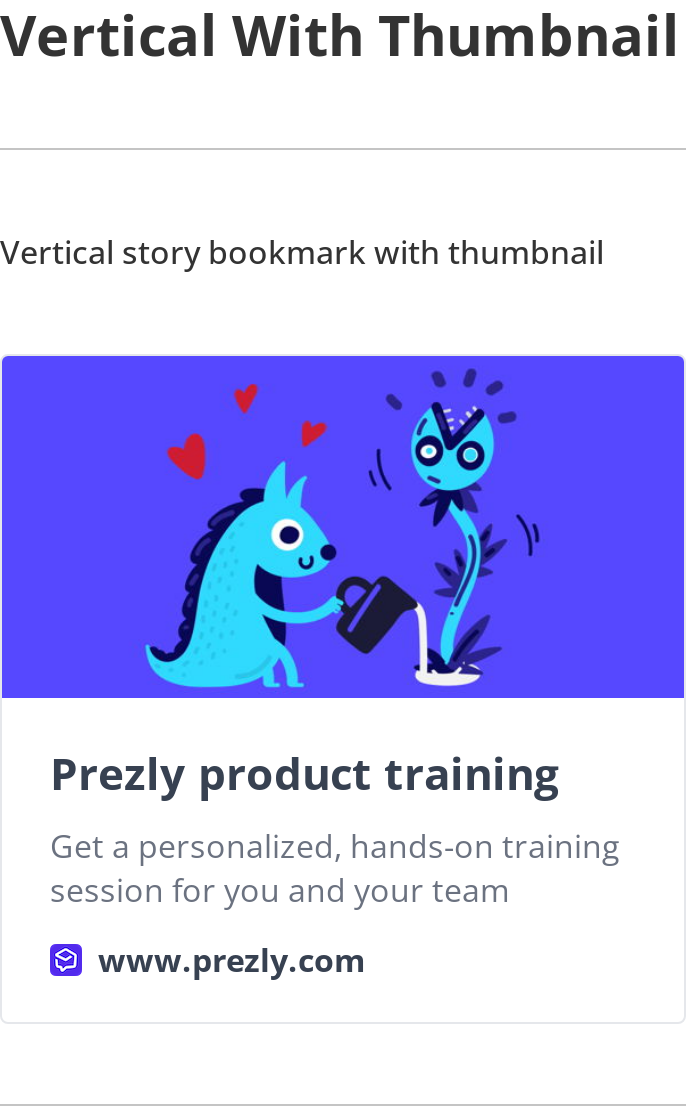 Vertical With Thumbnail
Vertical story bookmark with thumbnail
Prezly product training
Get a personalized, hands-on training
session for you and your team
www.prezly.com